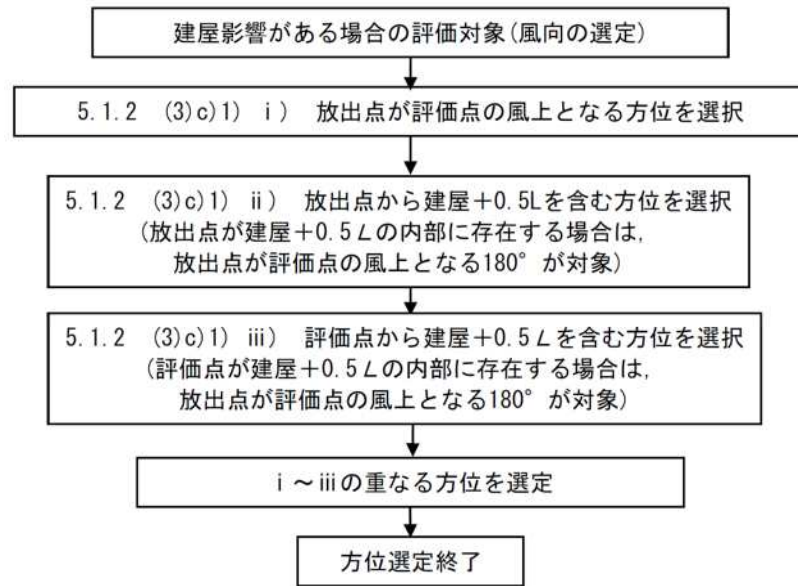 建屋影響がある場合の評価対象(風向の選定)
5.1.2 (3)c)1) ⅰ) 放出点が評価点の風上となる方位を選択
5.1.2 (3)c)1) ⅱ) 放出点から建屋+0.5Lを含む方位を選択
(放出点が建屋+0.5Lの内部に存在する場合は,
放出点が評価点の風上となる180°が対象)
5.1.2 (3)c)1) ⅲ) 評価点から建屋+0.5Lを含む方位を選択
(評価点が建屋+0.5Lの内部に存在する場合は,
放出点が評価点の風上となる180°が対象)
ⅰ~ⅲの重なる方位を選定
方位選定終了